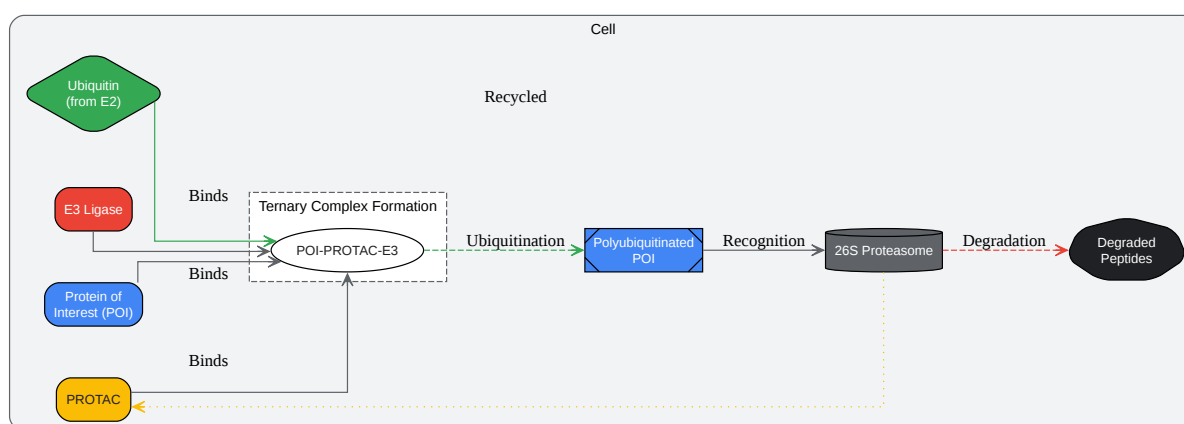 Cell
Ubiquitin
(from E2)
Recycled
Binds
E3 Ligase
Ternary Complex Formation
POI-PROTAC-E3
Ubiquitination
Polyubiquitinated
POI
Recognition
26S Proteasome
Degradation
Degraded
Peptides
Binds
Protein of
Interest (POI)
Binds
PROTAC